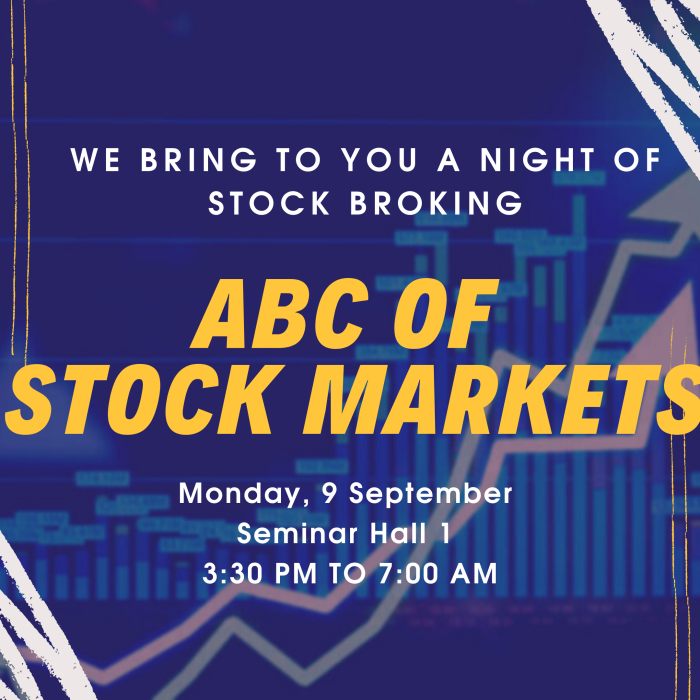 WE BRING TO YOU A NIGHT OF
STOCK BROKING
ABC OF
STOCK MARKETS
Monday, 9 September
Seminar Hall 1
3:30 PM TO 7:00 AM